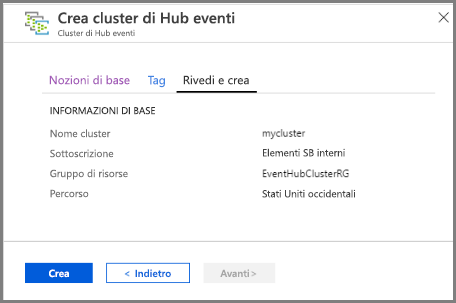 Crea cluster di Hub eventi
Cluster di Hub eventi
Nozioni di base Tag Rivedi e crea
INFORMAZIONI DI BASE
Nome cluster mycluster
Sottoscrizione Elementi SB interni
Gruppo di risorse EventHubClusterRG
Percorso Stati Uniti occidentali
Crea < Indietro Avanti >